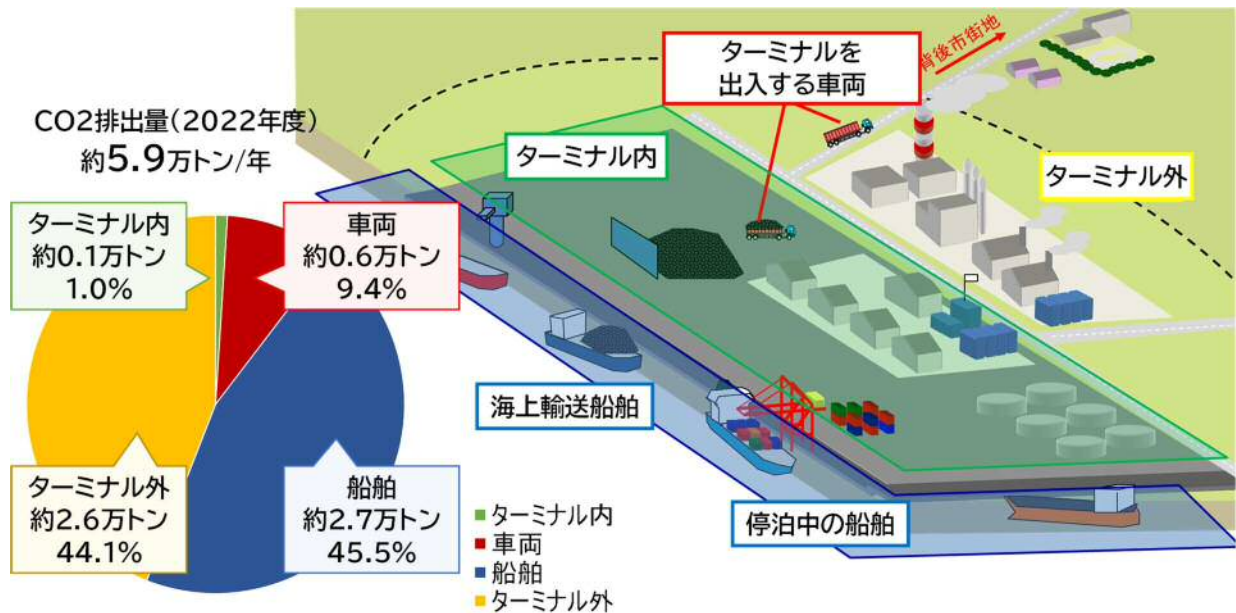 CO2排出量(2022年度)
約5.9万トン/年
ターミナル内
約0.1万トン
1.0%
車両
約0.6万トン
9.4%
ターミナル外
約2.6万トン
44.1%
船舶
約2.7万トン
45.5%
ターミナル内
車両
船舶
ターミナル外
ターミナルを
出入する車両
背後市街地
ターミナル内
ターミナル外
海上輸送船舶
停泊中の船舶